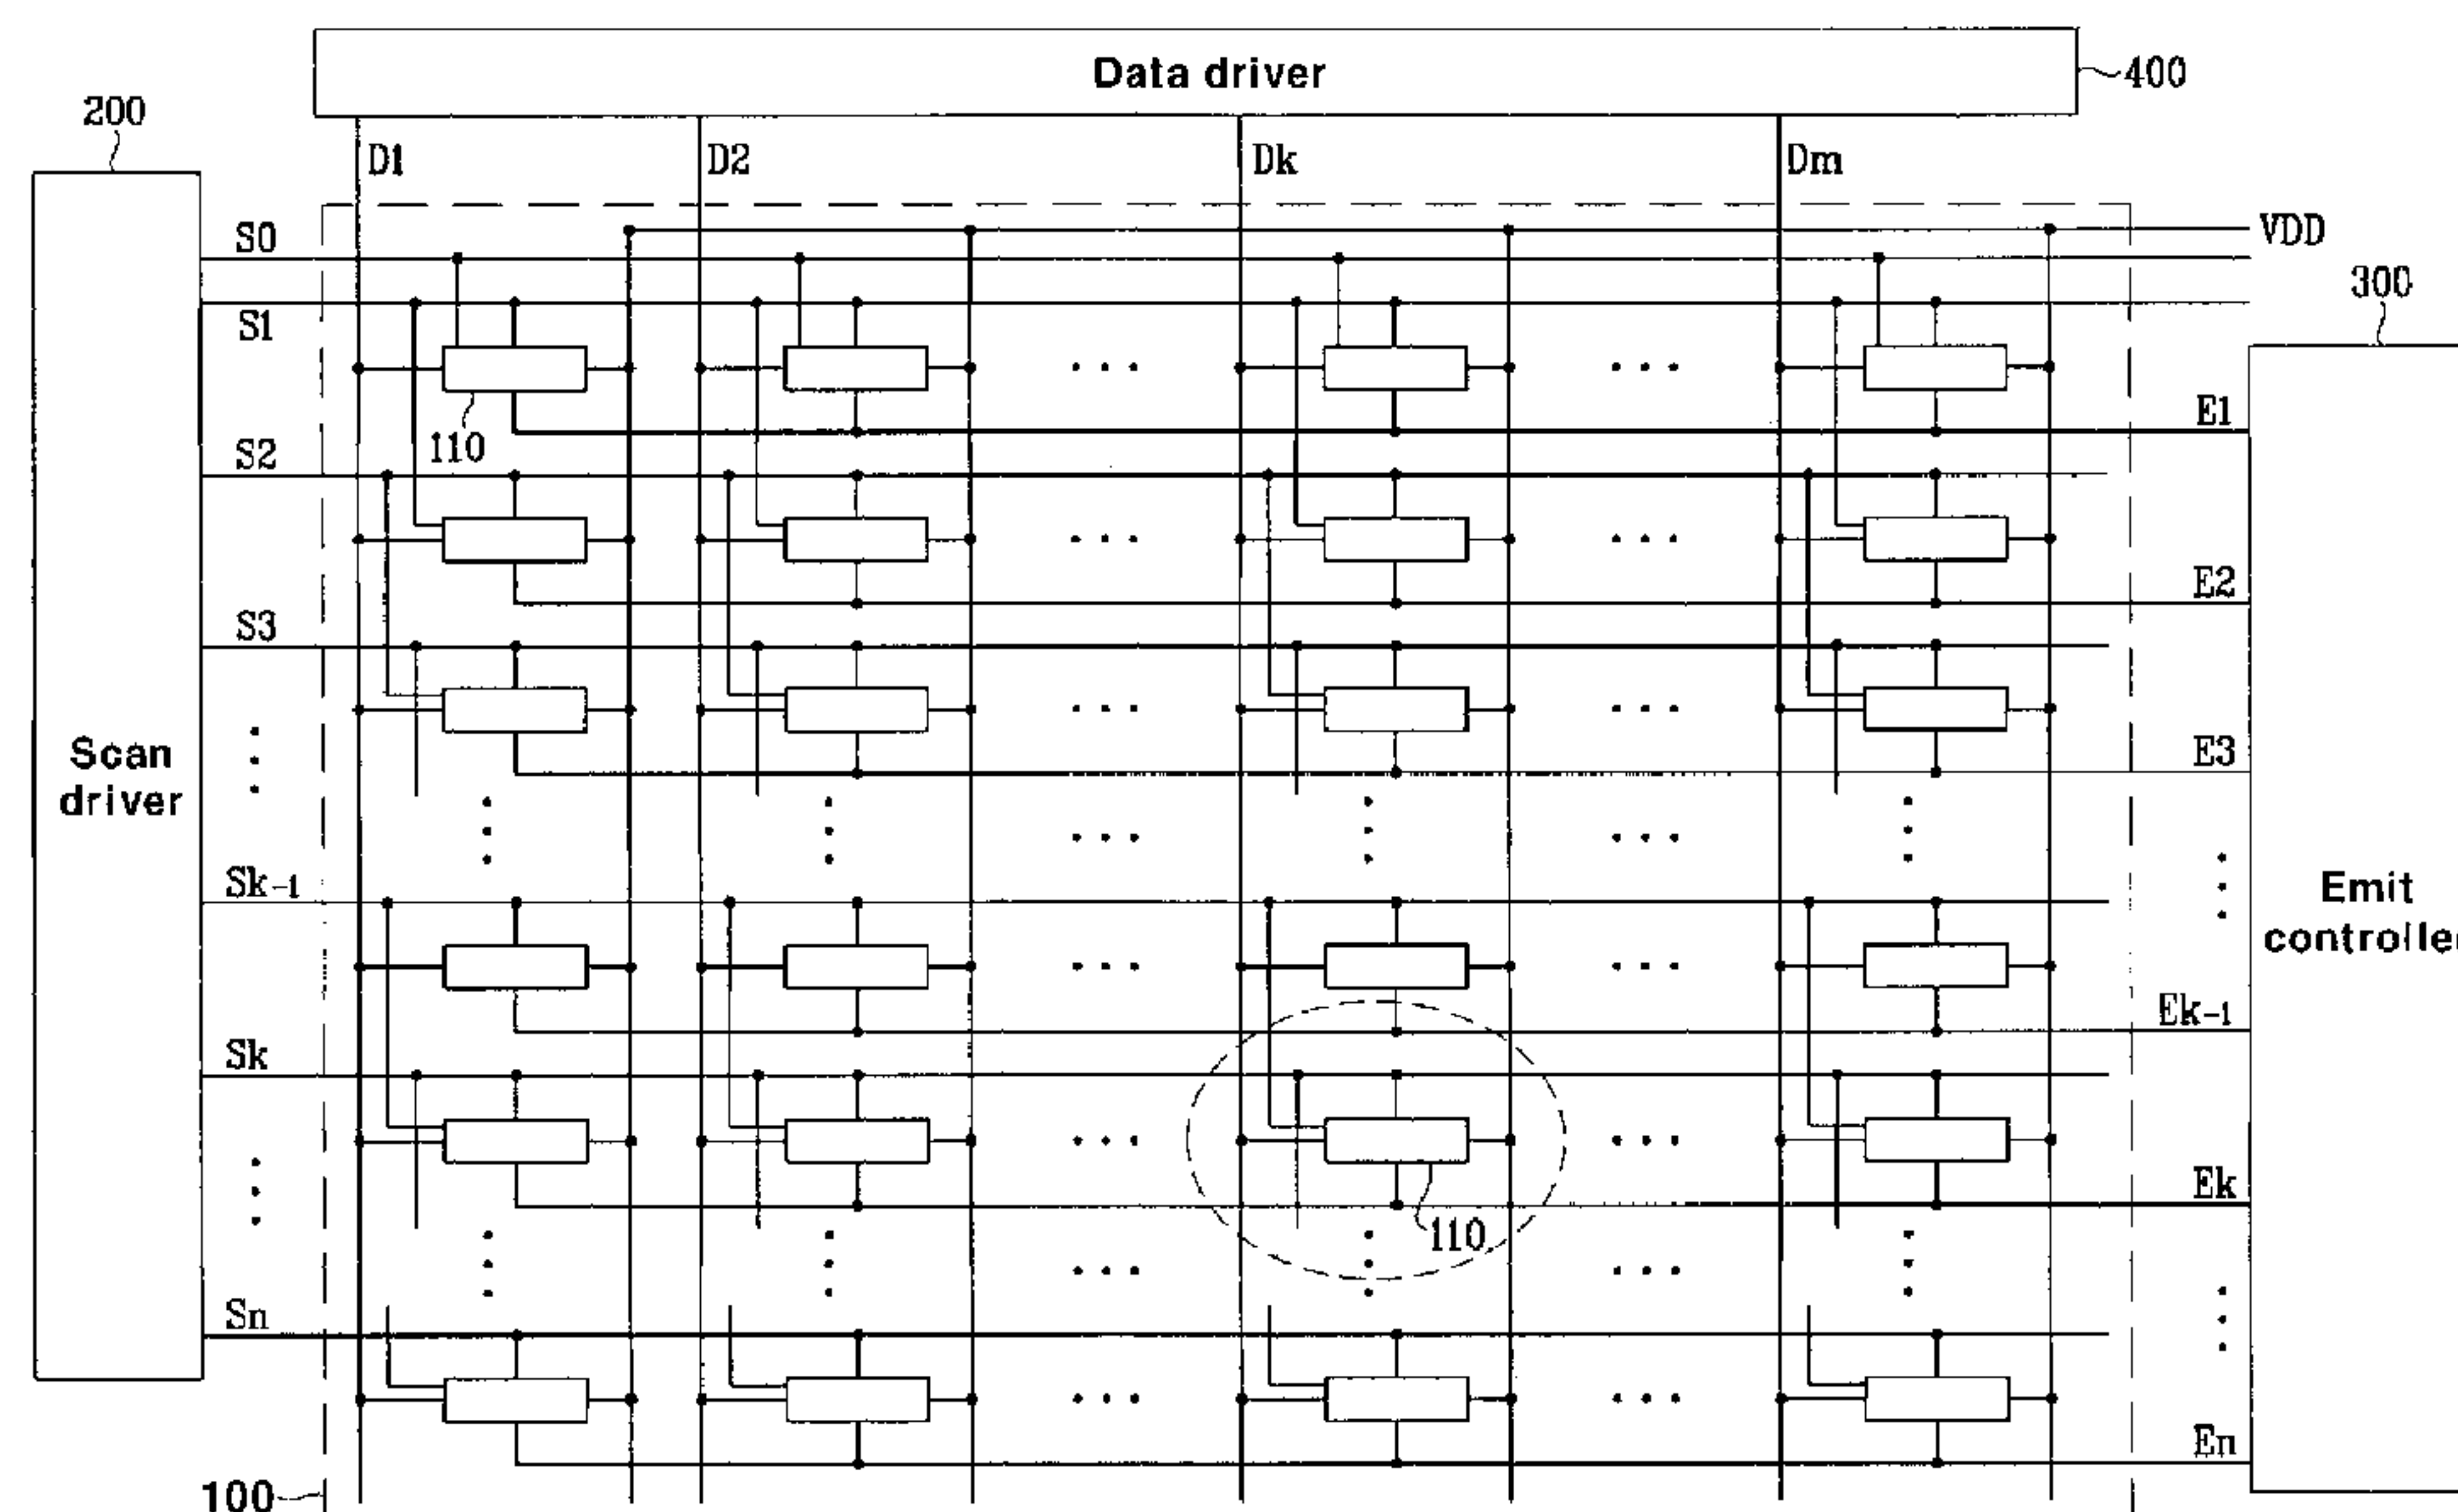 Data driver
400
200
D1
D2
Dk
Dm
S0
VDD
S1
300
E1
110
S2
E2
S3
E3
Scan
driver
Sk-1
Emit
controlle
Ek-1
Sk
Ek
110
Sn
En
100